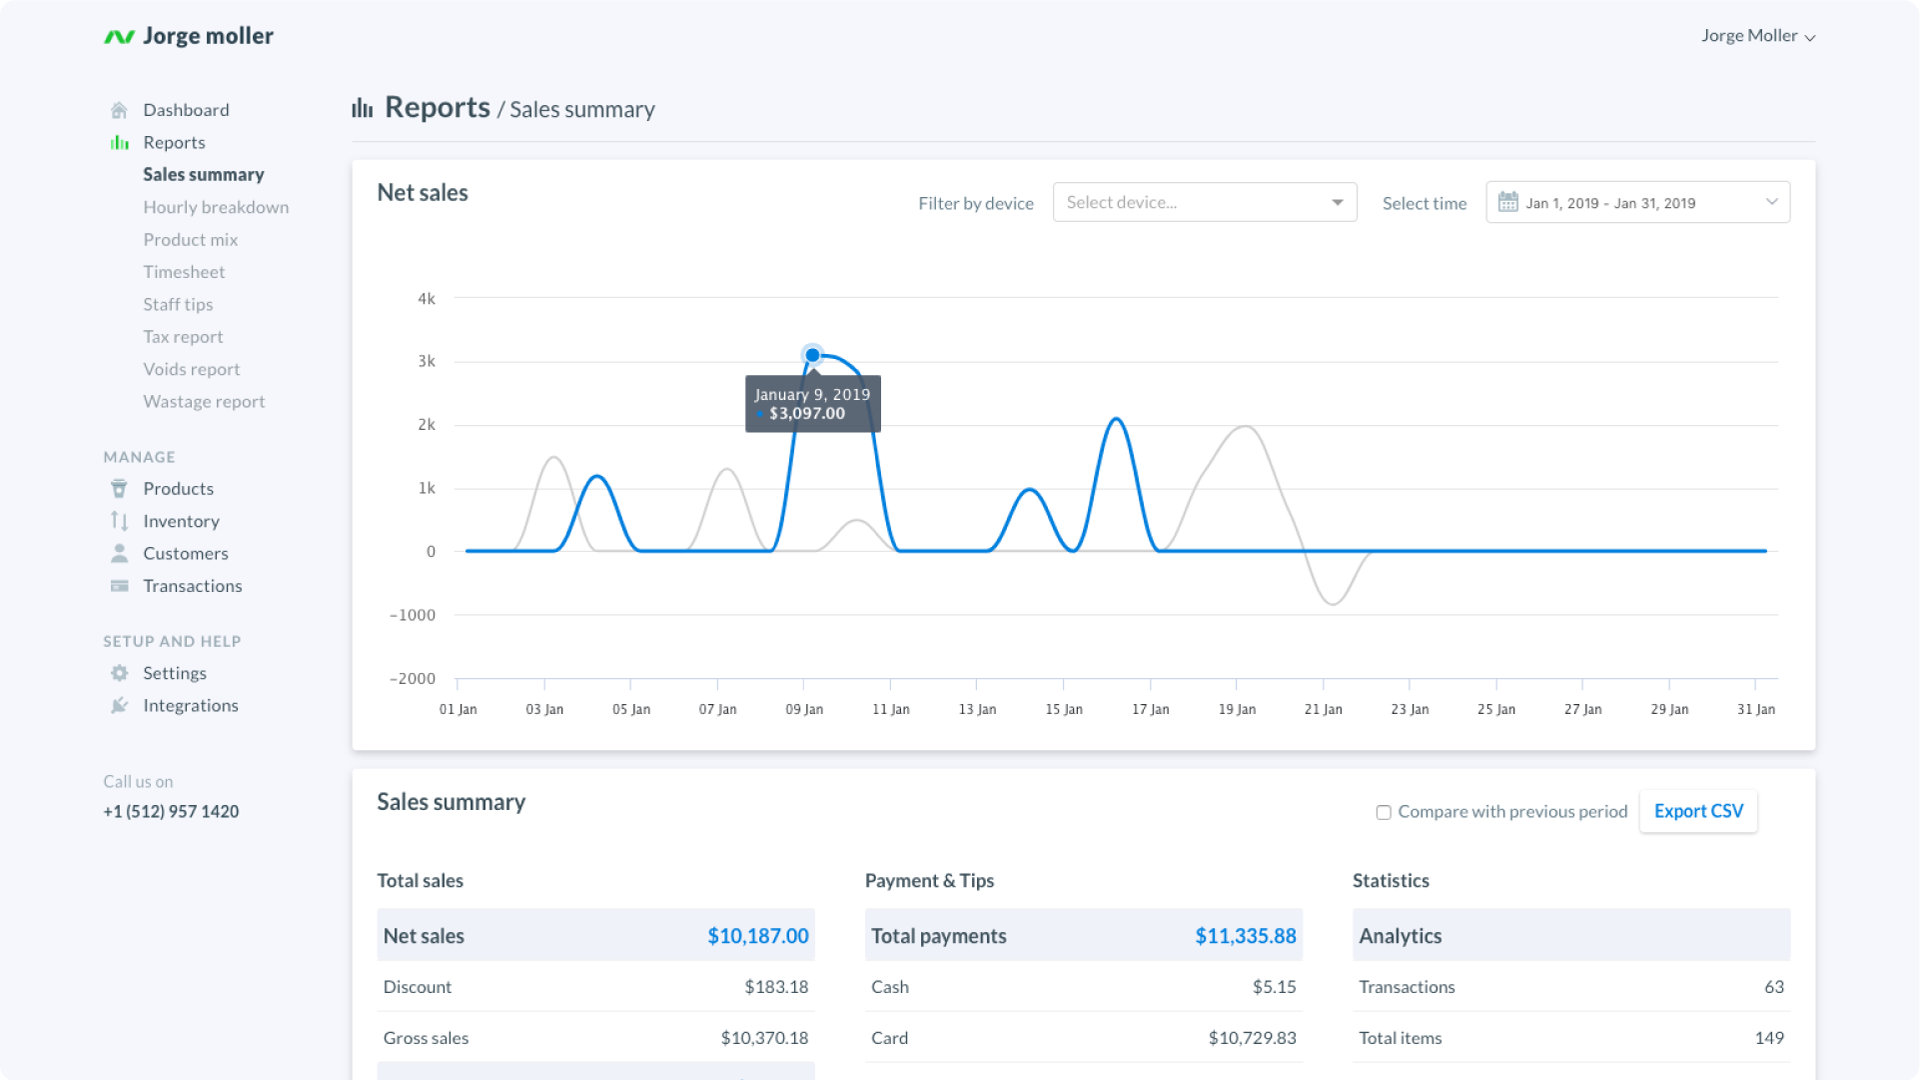 Jorge moller
Jorge Moller
Dashboard
Reports
Sales summary
Hourly breakdown
Product mix
Timesheet
Staff tips
Tax report
Voids report
Wastage report
MANAGE
Products
Inventory
Customers
Transactions
SETUP AND HELP
Settings
Integrations
Call us on
+1 (512) 957 1420
Reports / Sales summary
Net sales
Filter by device
Select device...
Select time
Jan 1, 2019 - Jan 31, 2019
4k
3k
2k
1k
0
−1000
−2000
January 9, 2019
$3,097.00
01 Jan 03 Jan 05 Jan 07 Jan 09 Jan 11 Jan 13 Jan 15 Jan 17 Jan 19 Jan 21 Jan 23 Jan 25 Jan 27 Jan 29 Jan 31 Jan
Sales summary
Compare with previous period
Export CSV
Total sales
Net sales $10,187.00
Discount $183.18
Gross sales $10,370.18
Payment & Tips
Total payments $11,335.88
Cash $5.15
Card $10,729.83
Statistics
Analytics
Transactions 63
Total items 149